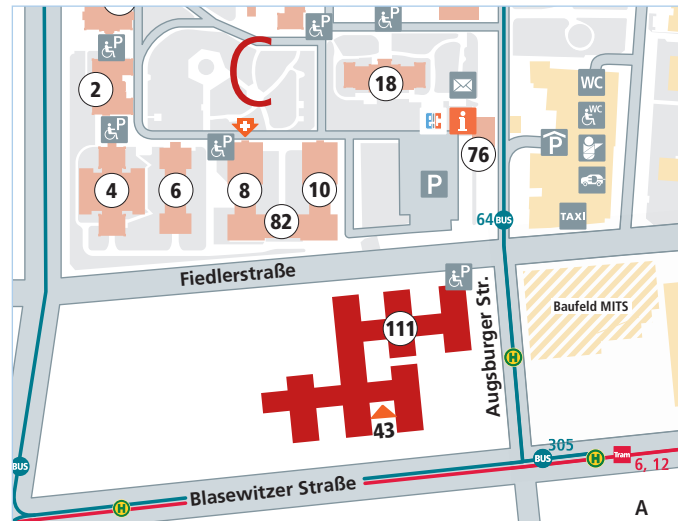 P
P
P
C
2
18
WC
WC
P
P
EC
i
P
76
4
6
8
10
P
82
TAXI
64
BUS
Fiedlerstraße
P
Augsburger Str.
Baufeld MITS
111
H
43
305
BUS
BUS
H
Tram
6, 12
Blasewitzer Straße
H
A